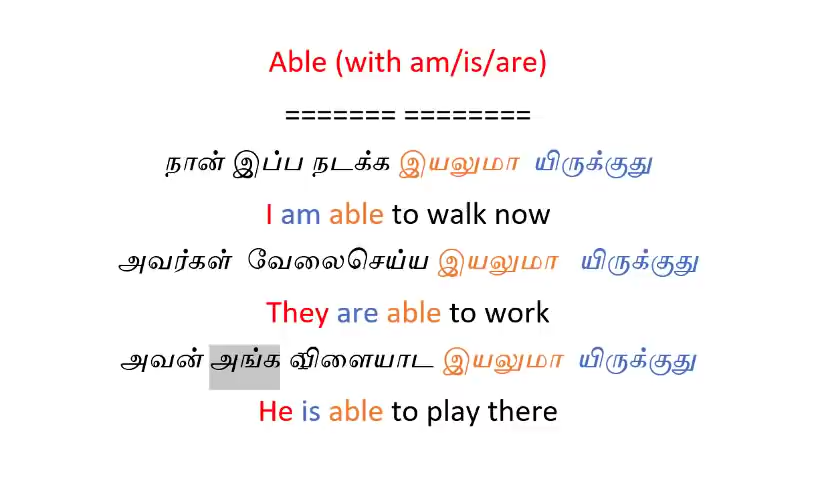 Able (with am/is/are)
======= ========
நான் இப்ப நடக்க இயலுமா யிருக்குது
I am able to walk now
அவர்கள் வேலைசெய்ய இயலுமா யிருக்குது
They are able to work
அவன் அங்க விளையாட இயலுமா யிருக்குது
He is able to play there